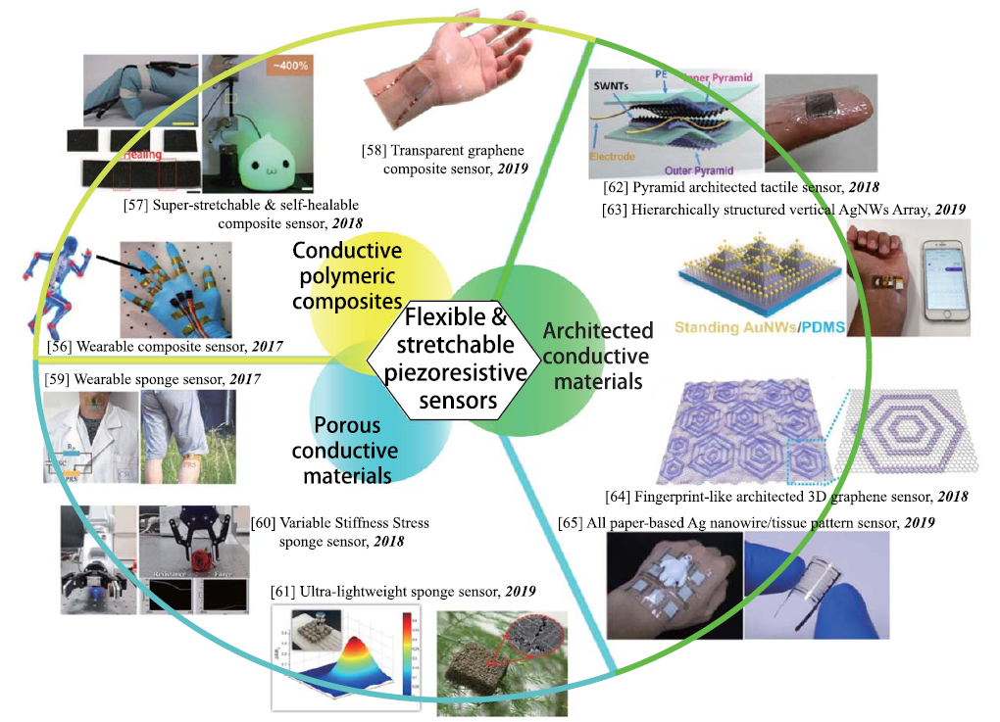 ~400%
Healing
[57] Super-stretchable & self-healable
composite sensor, 2018
[58] Transparent graphene
composite sensor, 2019
PE
Inner Pyramid
SWNTs
Electrode
Outer Pyramid
[62] Pyramid architected tactile sensor, 2018
[63] Hierarchically structured vertical AgNWs Array, 2019
Standing AuNWs/PDMS
[56] Wearable composite sensor, 2017
Conductive
polymeric
composites
Flexible &
stretchable
piezoresistive
sensors
Architected
conductive
materials
Porous
conductive
materials
[59] Wearable sponge sensor, 2017
PRS
PRS
[60] Variable Stiffness Stress
sponge sensor, 2018
Resistance
Force
[61] Ultra-lightweight sponge sensor, 2019
[64] Fingerprint-like architected 3D graphene sensor, 2018
[65] All paper-based Ag nanowire/tissue pattern sensor, 2019